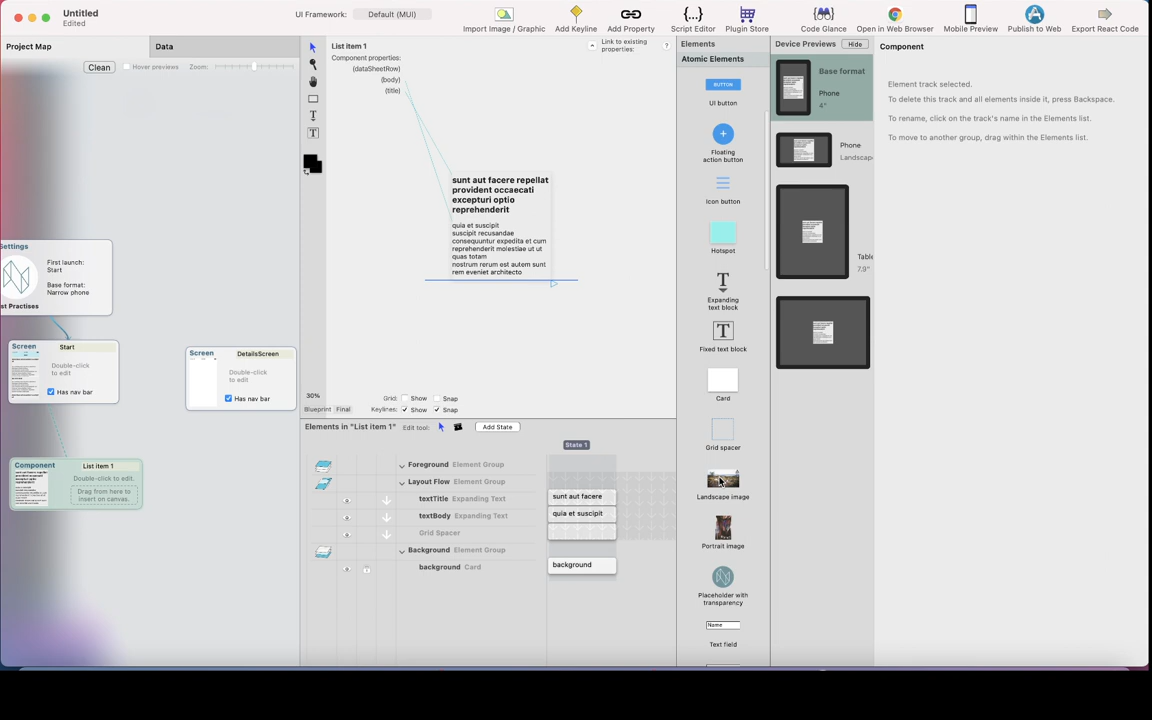 Untitled
Edited
UI Framework:
Default (MUI)
Import Image / Graphic
Add Keyline
Add Property
Script Editor
Plugin Store
Code Glance
Open in Web Browser
Mobile Preview
Publish to Web
Export React Code
Project Map
Data
Clean
Hover previews
Zoom:
Settings
First launch:
Start
Base format:
Narrow phone
st Practises
Screen
Start
Double-click
to edit
Has nav bar
Screen
DetailsScreen
Double-click
to edit
Has nav bar
Component
List item 1
Double-click to edit.
Drag from here to
insert on canvas.
List item 1
Component properties:
(dataSheetRow)
(body)
(title)
Link to existing
properties:
?
sunt aut facere repellat
provident occaecati
excepturi optio
reprehenderit
quia et suscipit
suscipit recusandae
consequuntur expedita et cum
reprehenderit molestiae ut ut
quas totam
nostrum rerum est autem sunt
rem eveniet architecto
30%
Blueprint
Final
Grid:
Show
Snap
Keylines:
Show
Snap
Elements in "List item 1"
Edit tool:
Add State
State 1
Foreground Element Group
Layout Flow Element Group
textTitle Expanding Text
sunt aut facere
textBody Expanding Text
quia et suscipit
Grid Spacer
Background Element Group
background Card
background
Elements
Atomic Elements
BUTTON
UI button
Floating
action button
Icon button
Hotspot
Expanding
text block
Fixed text block
Card
Grid spacer
Landscape image
Portrait image
Placeholder with
transparency
Name
Text field
Device Previews
Hide
Base format
Phone
4"
Phone
Landscap
Table
7.9"
Component
Element track selected.
To delete this track and all elements inside it, press Backspace.
To rename, click on the track's name in the Elements list.
To move to another group, drag within the Elements list.